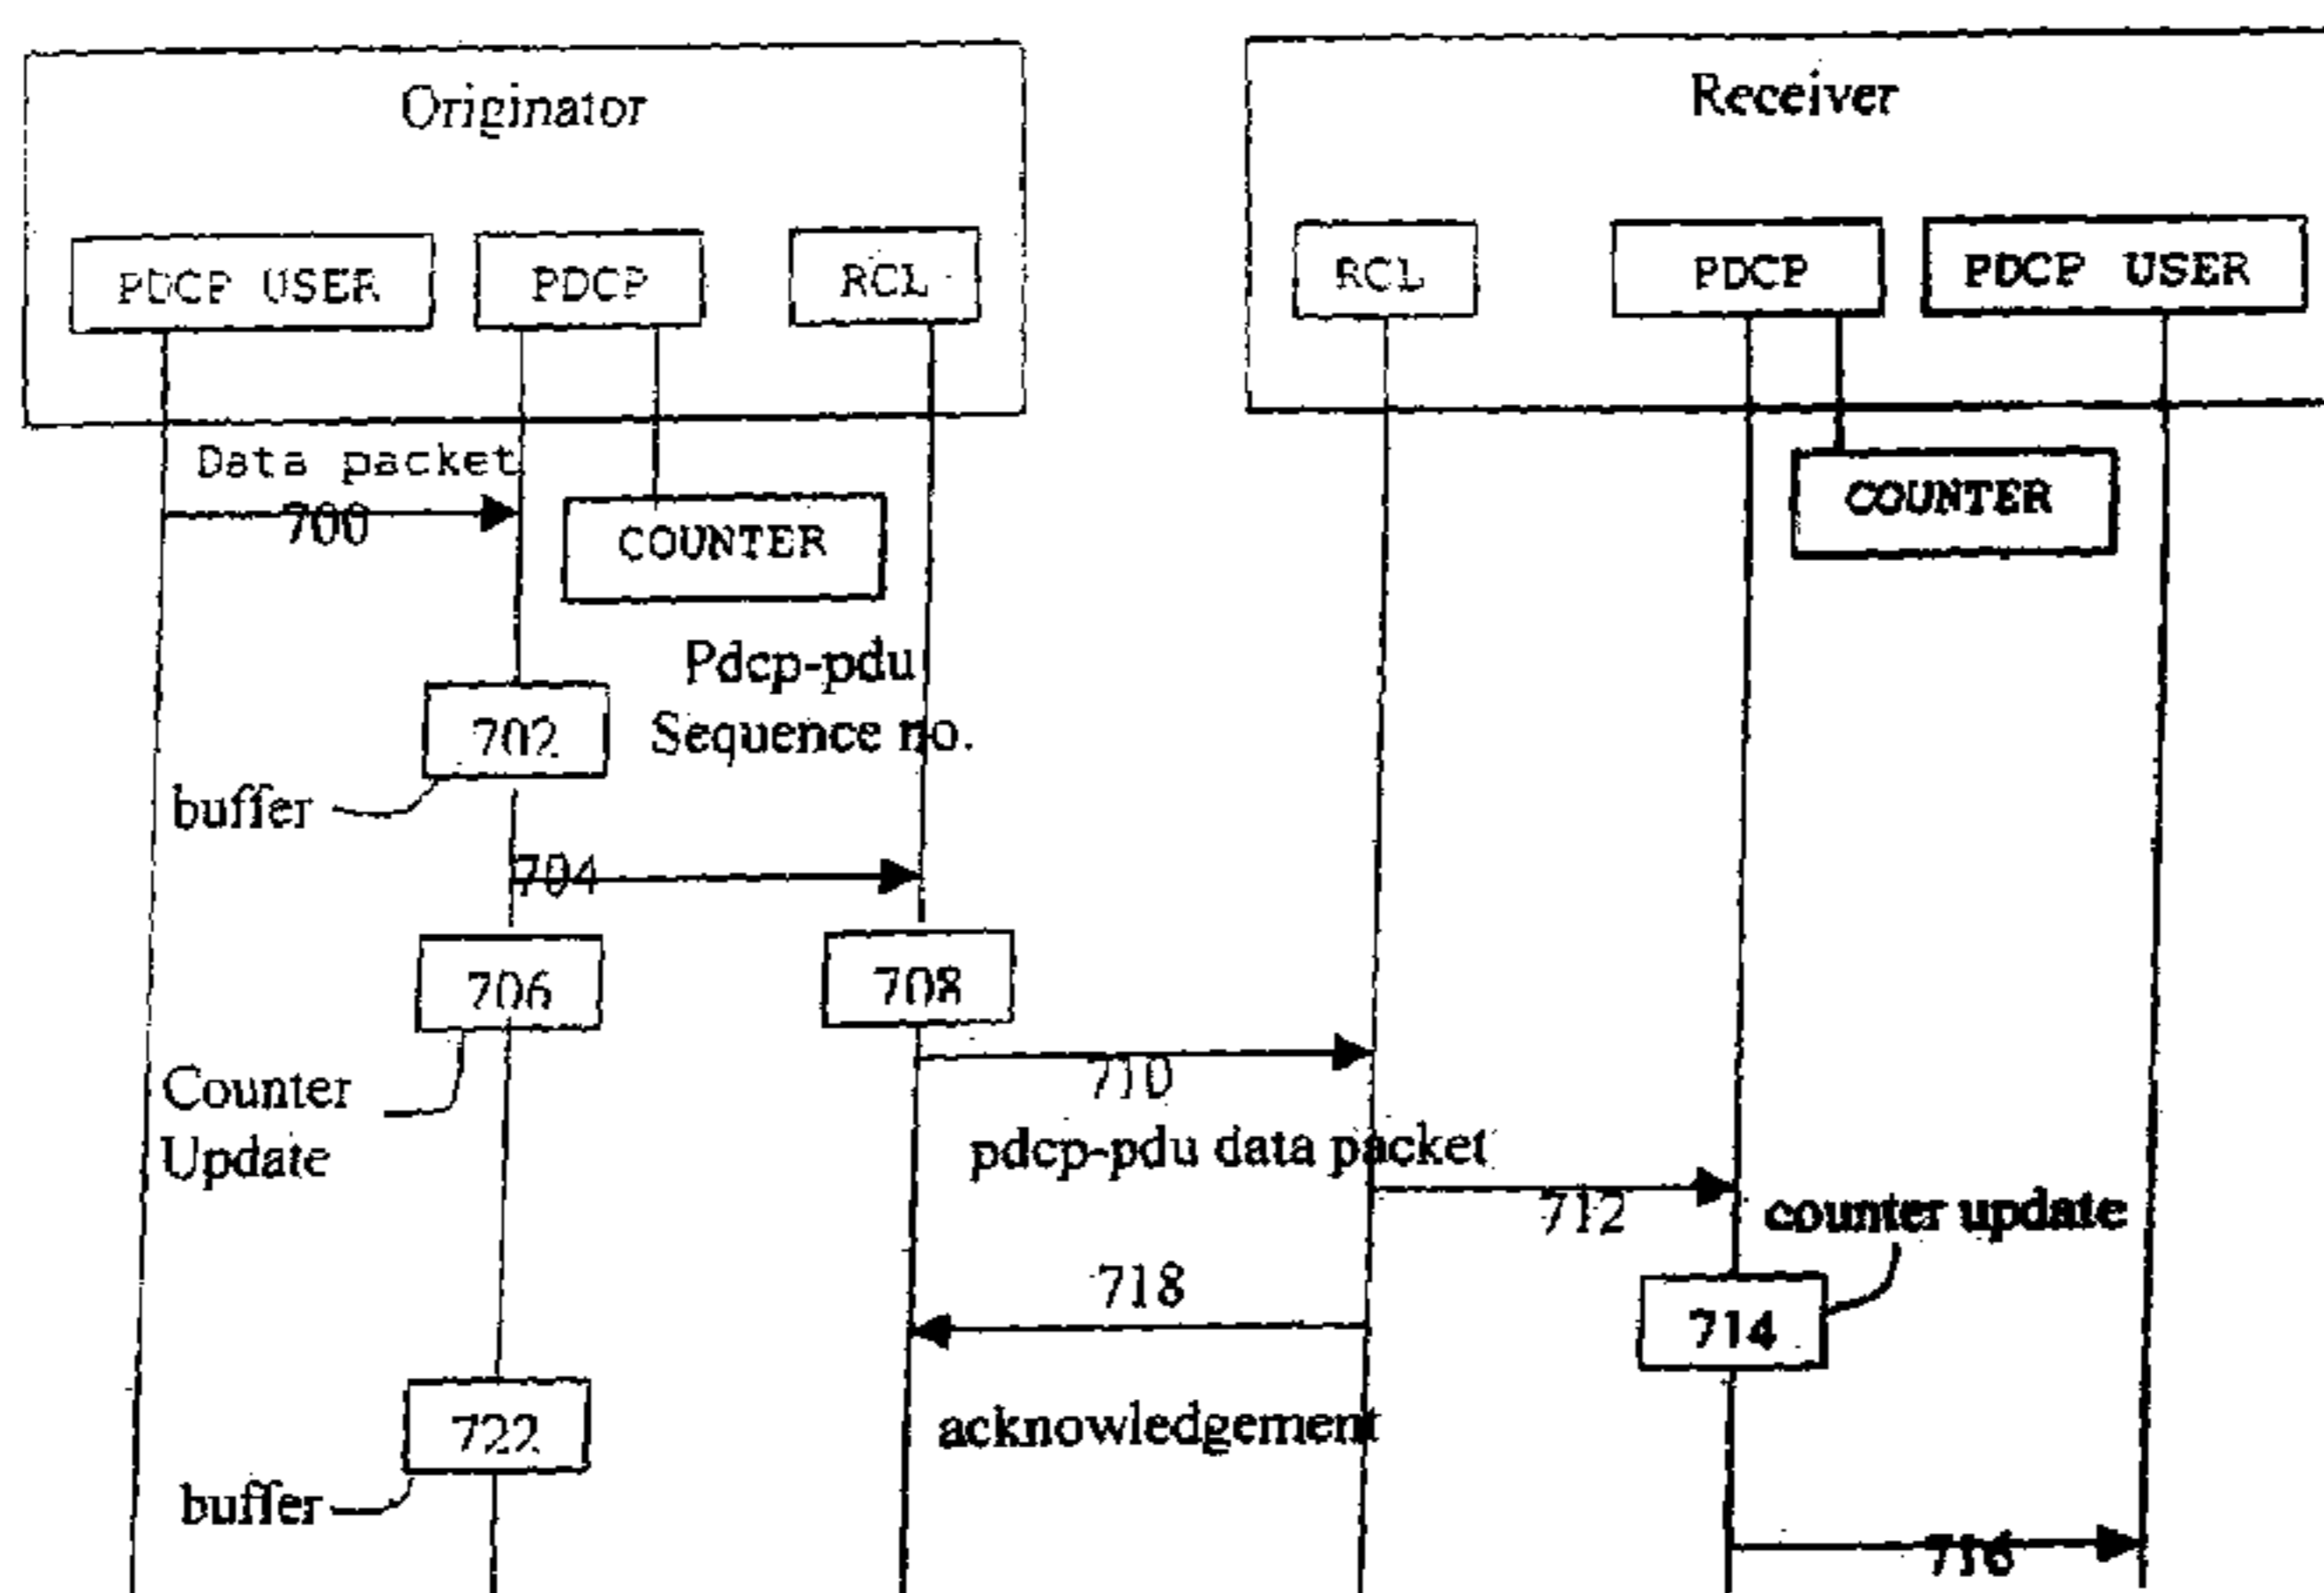 Originator
Receiver
PDCP USER
PDCP
RCL
RCL
PDCP
PDCP USER
Data packet
700
COUNTER
COUNTER
Pdcp-pdu
Sequence no.
702
buffer
704
706
708
Counter
Update
710
pdcp-pdu data packet
712
counter update
718
714
722
acknowledgement
buffer
716